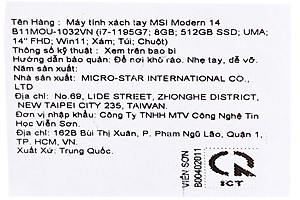 Tên Hàng : Máy tính xách tay MSI Modern 14
B11MOU-1032VN (i7-1195G7; 8GB; 512GB SSD; UMA;
14" FHD; Win11; Xám; Túi; Chuột)
Thông số kỹ thuật : Xem trên bao bì
Hướng dẫn bảo quản: Để nơi khô ráo. Nhẹ tay, dễ vỡ.
Năm sản xuất:
Nhà sản xuất: MICRO-STAR INTERNATIONAL CO.,
LTD
Địa chỉ: No.69, LIDE STREET, ZHONGHE DISTRICT,
NEW TAIPEI CITY 235, TAIWAN.
Đơn vị nhập khẩu: Công Ty TNHH MTV Công Nghệ Tin
Học Viễn Sơn.
Địa chỉ : 162B Bùi Thị Xuân, P. Phạm Ngũ Lão, Quận 1,
TP. HCM, VN.
Xuất Xứ: Trung Quốc.
VIỄN SƠN
B00402011
ICT